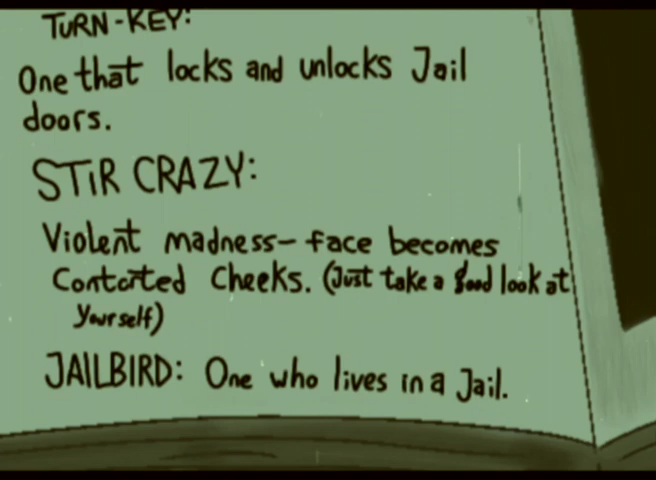 TURN-KEY:
One that locks and unlocks Jail
doors.
STIR CRAZY:
Violent madness- face becomes
Contorted Cheeks. (Just take a good look at
yourself)
JAILBIRD: One who lives in a Jail.